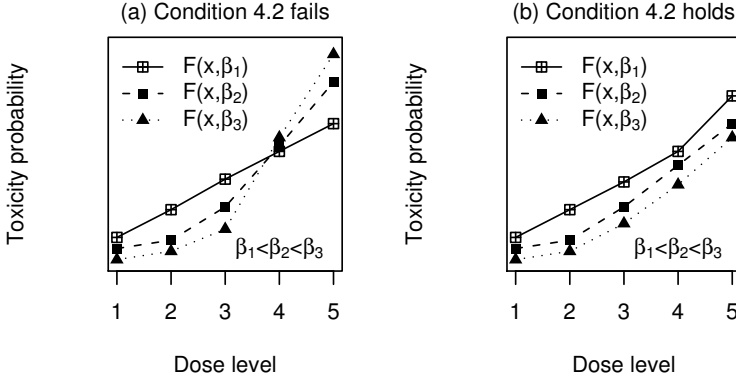 (a) Condition 4.2 fails
Toxicity probability
F(x,β₁)
F(x,β₂)
F(x,β₃)
β₁<β₂<β₃
1 2 3 4 5
Dose level
(b) Condition 4.2 holds
Toxicity probability
F(x,β₁)
F(x,β₂)
F(x,β₃)
β₁<β₂<β₃
1 2 3 4 5
Dose level